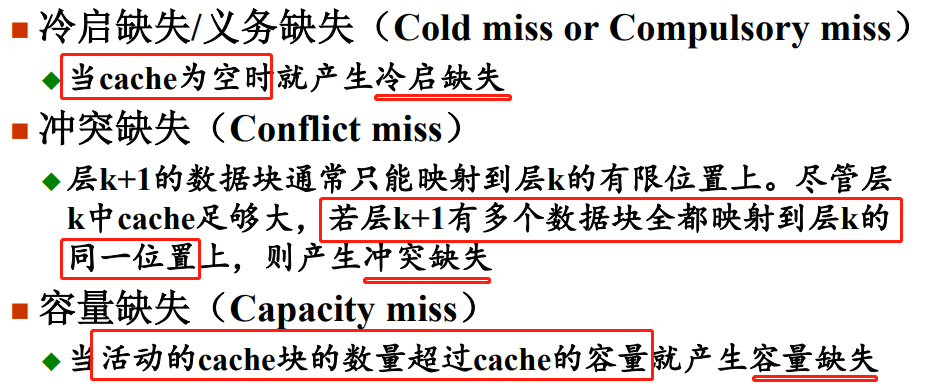 冷启缺失/义务缺失（Cold miss or Compulsory miss）
当cache为空时就产生冷启缺失
冲突缺失（Conflict miss）
层k+1的数据块通常只能映射到层k的有限位置上。尽管层
k中cache足够大，若层k+1有多个数据块全都映射到层k的
同一位置上，则产生冲突缺失
容量缺失（Capacity miss）
当活动的cache块的数量超过cache的容量就产生容量缺失